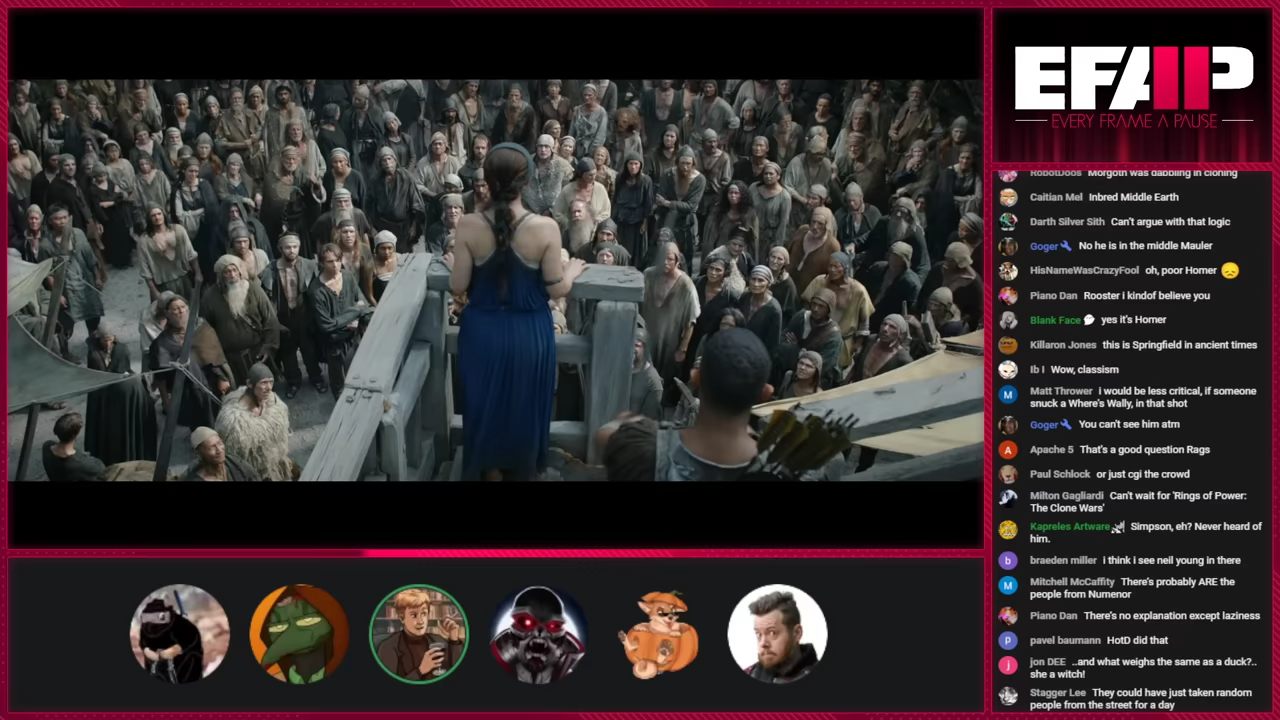 EFAP
EVERY FRAME A PAUSE
RobotDoos Morgoth was dabbling in cloning
Caitian Mel Inbred Middle Earth
Darth Silver Sith Can't argue with that logic
Goger No he is in the middle Mauler
HisNameWasCrazyFool oh, poor Homer
Piano Dan Rooster i kindof believe you
Blank Face yes it's Homer
Killaron Jones this is Springfield in ancient times
Ib I Wow, classism
M
Matt Thrower i would be less critical, if someone
snuck a Where's Wally, in that shot
Goger You can't see him atm
A
Apache 5 That's a good question Rags
Paul Schlock or just cgi the crowd
Milton Gagliardi Can't wait for 'Rings of Power:
The Clone Wars'
Kapreles Artware Simpson, eh? Never heard of
him.
b
braeden miller i think i see neil young in there
M
Mitchell McCaffity There's probably ARE the
people from Numenor
Piano Dan There's no explanation except laziness
p
pavel baumann HotD did that
j
jon DEE ..and what weighs the same as a duck?..
she a witch!
Stagger Lee They could have just taken random
people from the street for a day